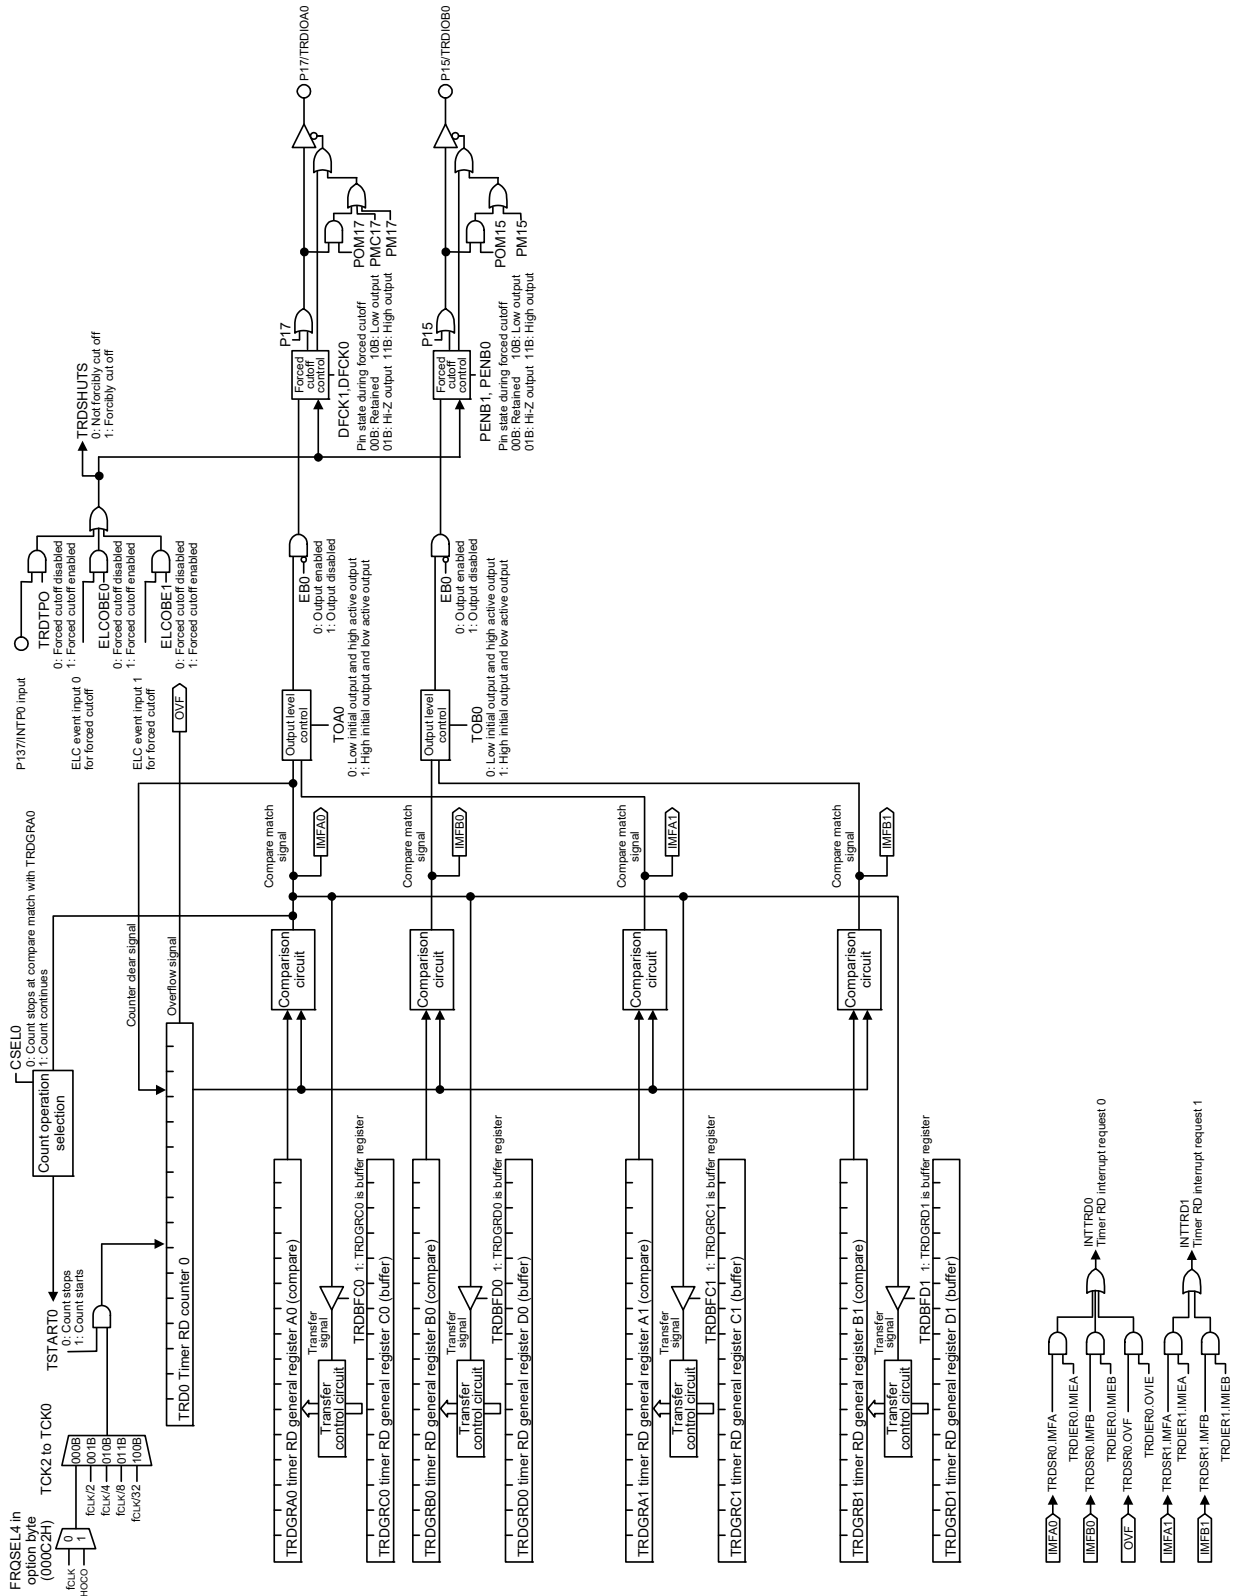 FRQSEL4 in
option byte
(000C2H)
fCLK
fHOCO
0
1
TCK2 to TCK0
fCLK/2
fCLK/4
fCLK/8
fCLK/32
000B
001B
010B
011B
100B
TSTART0
0: Count stops
1: Count starts
Count operation
selection
CSEL0
0: Count stops at compare match with TRDGRA0
1: Count continues
TRD0 Timer RD counter 0
Counter clear signal
Overflow signal
OVF
P137/INTP0 input
TRDTPO
0: Forced cutoff disabled
1: Forced cutoff enabled
ELC event input 0
for forced cutoff
ELCOBE0
0: Forced cutoff disabled
1: Forced cutoff enabled
ELC event input 1
for forced cutoff
ELCOBE1
0: Forced cutoff disabled
1: Forced cutoff enabled
TRDSHUTS
0: Not forcibly cut off
1: Forcibly cut off
TRDGRA0 timer RD general register A0 (compare)
Transfer
control circuit
Transfer
signal
TRDBFC0 1: TRDGRC0 is buffer register
TRDGRC0 timer RD general register C0 (buffer)
Comparison
circuit
Compare match
signal
IMFA0
Output level
control
TOA0
0: Low initial output and high active output
1: High initial output and low active output
EB0
0: Output enabled
1: Output disabled
Forced
cutoff
control
DFCK1,DFCK0
Pin state during forced cutoff
00B: Retained 10B: Low output
01B: Hi-Z output 11B: High output
P17
POM17
PMC17
PM17
P17/TRDIOA0
TRDGRB0 timer RD general register B0 (compare)
Transfer
control circuit
Transfer
signal
TRDBFD0 1: TRDGRD0 is buffer register
TRDGRD0 timer RD general register D0 (buffer)
Comparison
circuit
Compare match
signal
IMFB0
Output level
control
TOB0
0: Low initial output and high active output
1: High initial output and low active output
EB0
0: Output enabled
1: Output disabled
Forced
cutoff
control
PENB1, PENB0
Pin state during forced cutoff
00B: Retained 10B: Low output
01B: Hi-Z output 11B: High output
P15
POM15
PM15
P15/TRDIOB0
TRDGRA1 timer RD general register A1 (compare)
Transfer
control circuit
Transfer
signal
TRDBFC1 1: TRDGRC1 is buffer register
TRDGRC1 timer RD general register C1 (buffer)
Comparison
circuit
Compare match
signal
IMFA1
TRDGRB1 timer RD general register B1 (compare)
Transfer
control circuit
Transfer
signal
TRDBFD1 1: TRDGRD1 is buffer register
TRDGRD1 timer RD general register D1 (buffer)
Comparison
circuit
Compare match
signal
IMFB1
IMFA0
TRDSR0.IMFA
TRDIER0.IMIEA
IMFB0
TRDSR0.IMFB
TRDIER0.IMIEB
OVF
TRDSR0.OVF
TRDIER0.OVIE
IMFA1
TRDSR1.IMFA
TRDIER1.IMIEA
IMFB1
TRDSR1.IMFB
TRDIER1.IMIEB
INTTRD0
Timer RD interrupt request 0
INTTRD1
Timer RD interrupt request 1